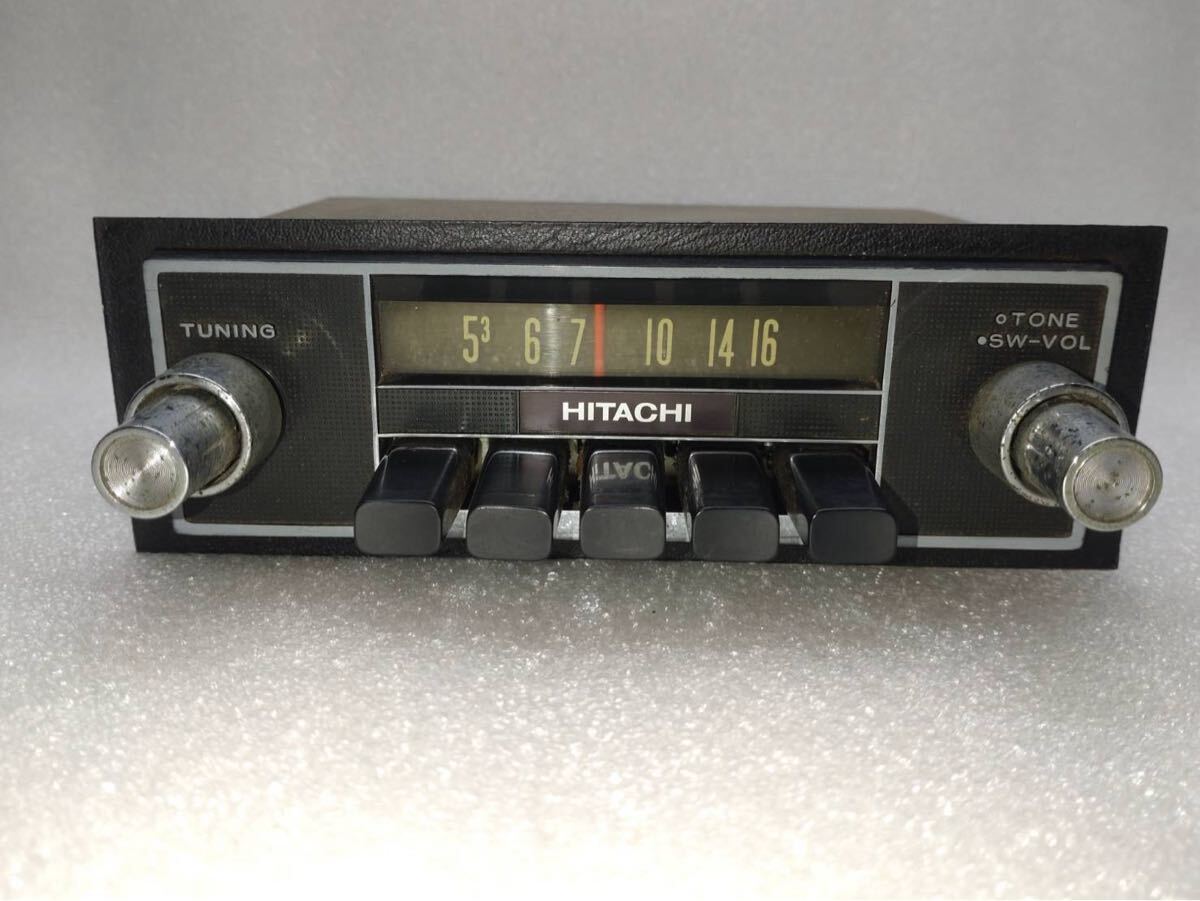 TUNING
5³ 6 7 10 14 16
TONE
SW-VOL
HITACHI